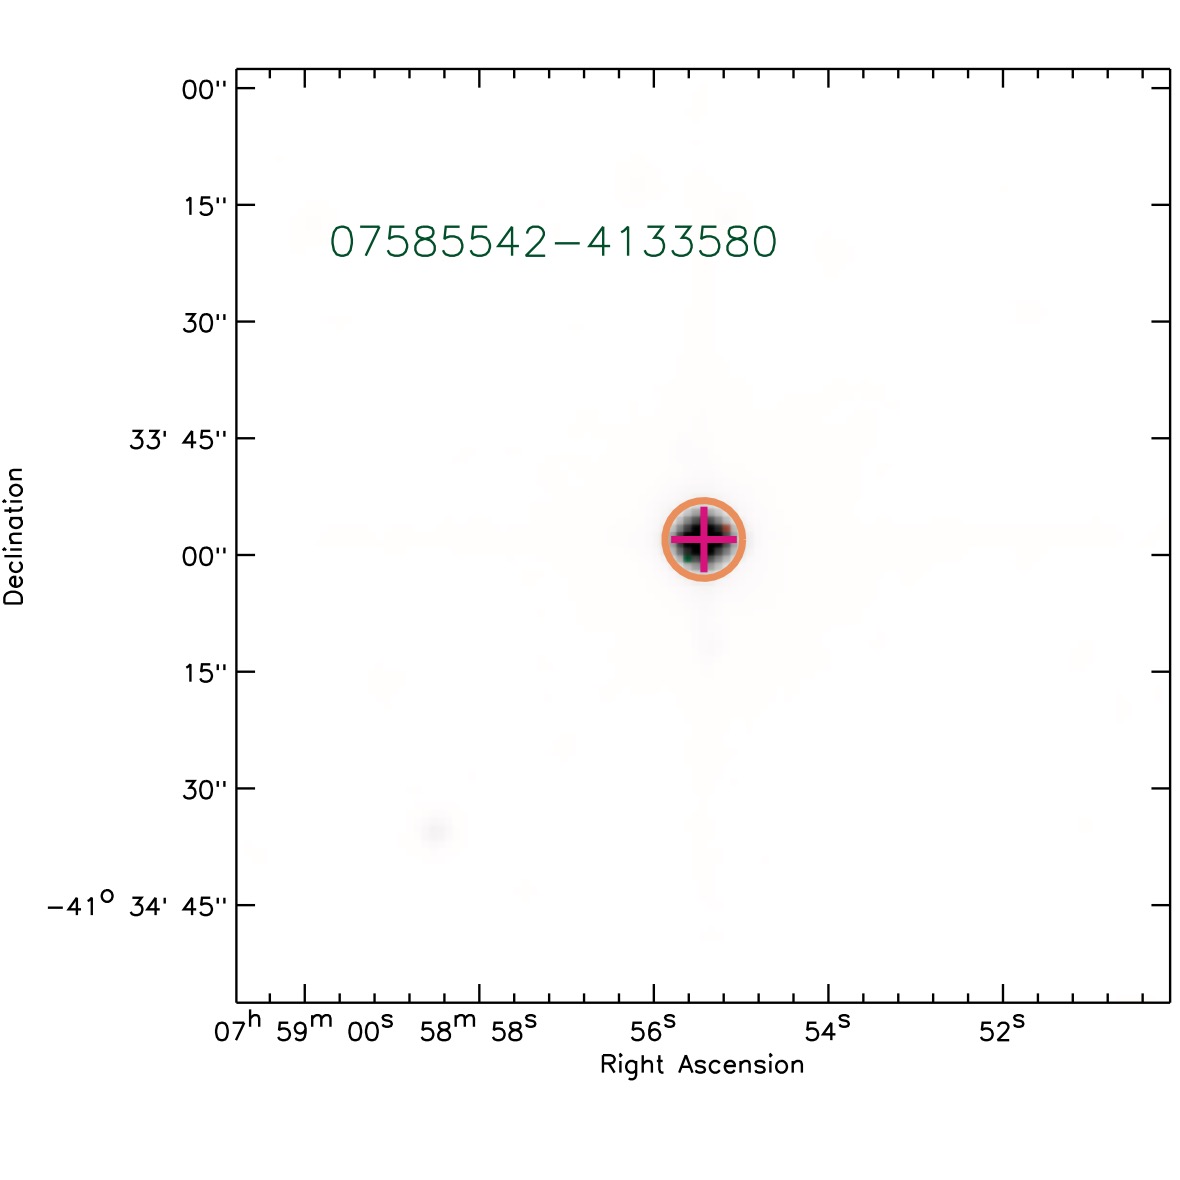 00"
15"
07585542−4133580
30"
33' 45"
00"
15"
30"
−41° 34' 45"
07ʰ 59ᵐ 00ˢ 58ᵐ 58ˢ 56ˢ 54ˢ 52ˢ
Right Ascension
Declination